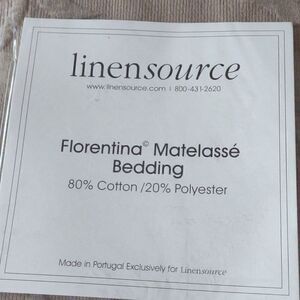 linensource
www.linensource.com | 800-431-2620
Florentina© Matelassé
Bedding
80% Cotton /20% Polyester
Made in Portugal Exclusively for Linensource